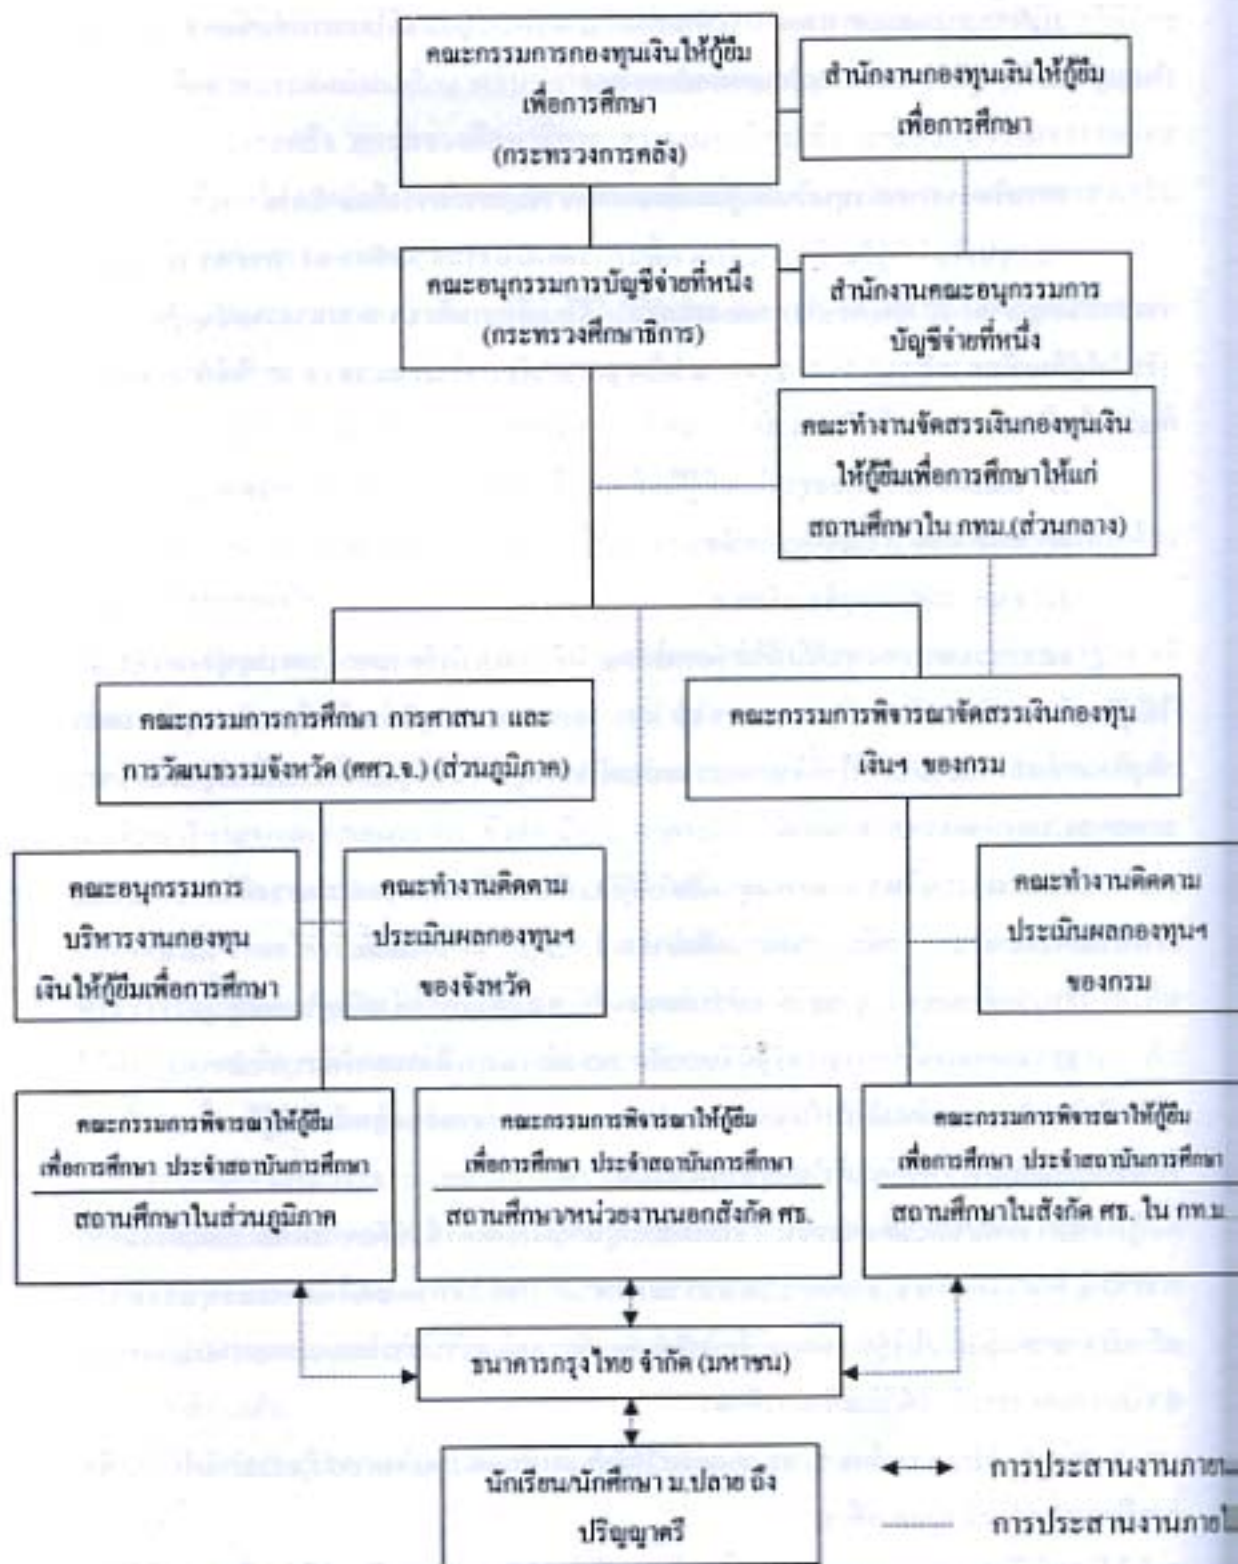 คณะกรรมการกองทุนเงินให้กู้ยืม
เพื่อการศึกษา
(กระทรวงการคลัง)
สำนักงานกองทุนเงินให้กู้ยืม
เพื่อการศึกษา
คณะอนุกรรมการบัญชีจ่ายที่หนึ่ง
(กระทรวงศึกษาธิการ)
สำนักงานคณะอนุกรรมการ
บัญชีจ่ายที่หนึ่ง
คณะทำงานจัดสรรเงินกองทุนเงิน
ให้กู้ยืมเพื่อการศึกษาให้แก่
สถานศึกษาใน กทม.(ส่วนกลาง)
คณะกรรมการการศึกษา การศาสนา และ
การวัฒนธรรมจังหวัด (ศศว.จ.) (ส่วนภูมิภาค)
คณะกรรมการพิจารณาจัดสรรเงินกองทุน
เงินฯ ของกรม
คณะอนุกรรมการ
บริหารงานกองทุน
เงินให้กู้ยืมเพื่อการศึกษา
คณะทำงานติดตาม
ประเมินผลกองทุนฯ
ของจังหวัด
คณะทำงานติดตาม
ประเมินผลกองทุนฯ
ของกรม
คณะกรรมการพิจารณาให้กู้ยืม
เพื่อการศึกษา ประจำสถาบันการศึกษา
สถานศึกษาในส่วนภูมิภาค
คณะกรรมการพิจารณาให้กู้ยืม
เพื่อการศึกษา ประจำสถาบันการศึกษา
สถานศึกษา/หน่วยงานนอกสังกัด ศธ.
คณะกรรมการพิจารณาให้กู้ยืม
เพื่อการศึกษา ประจำสถาบันการศึกษา
สถานศึกษาในสังกัด ศธ. ใน กท.ม
ธนาคารกรุงไทย จำกัด (มหาชน)
นักเรียน/นักศึกษา ม.ปลาย ถึง
ปริญญาตรี
การประสานงานภาย
การประสานงานภาย